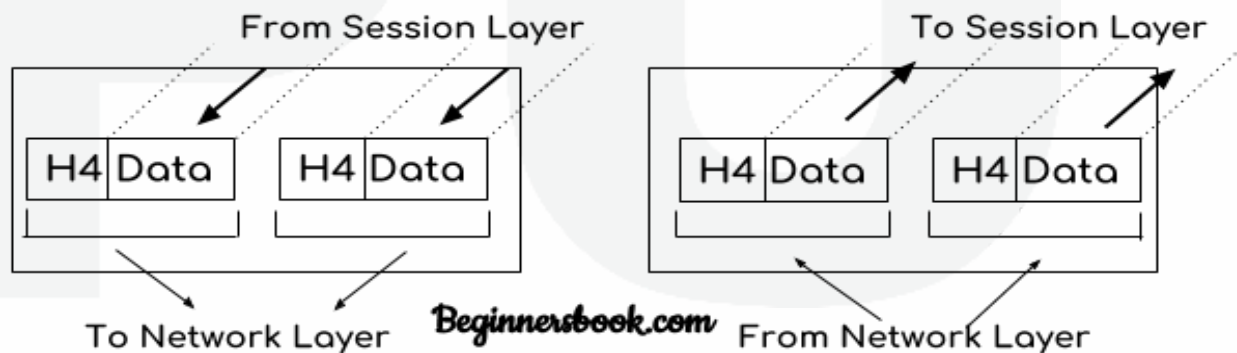 From Session Layer
To Session Layer
H4 Data H4 Data
H4 Data H4 Data
To Network Layer
Beginnersbook.com
From Network Layer